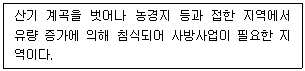 산기 계곡을 벗어나 농경지 등과 접한 지역에서
유량 증가에 의해 침식되어 사방사업이 필요한 지
역이다.